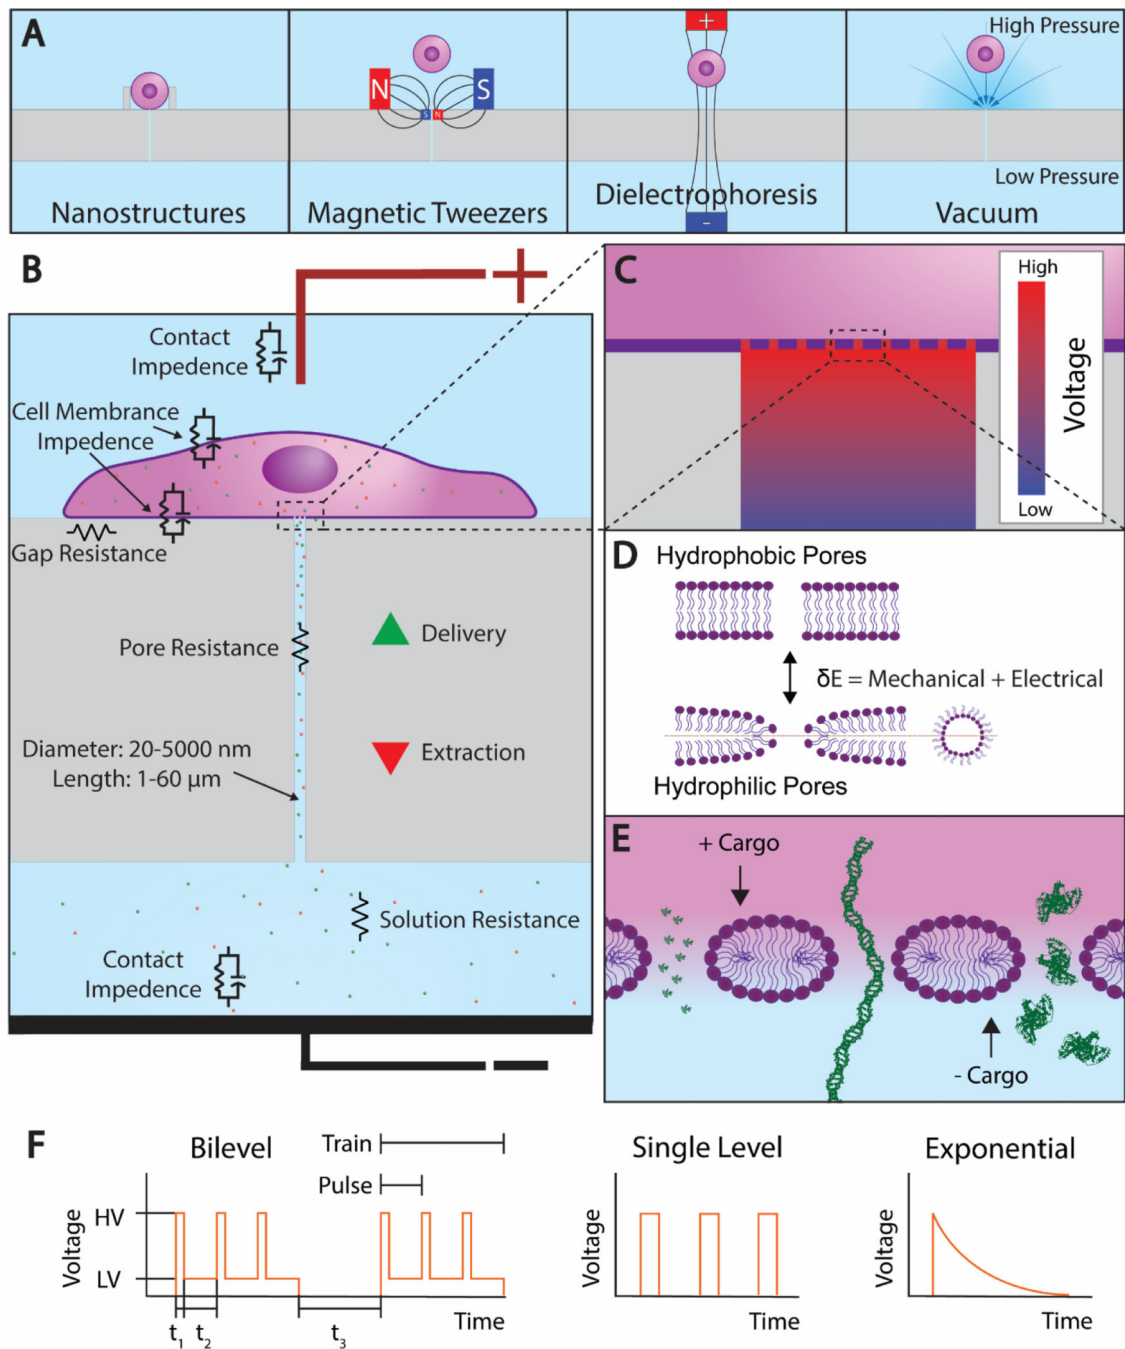 A
Nanostructures
N
S
S
N
Magnetic Tweezers
+
Dielectrophoresis
-
High Pressure
Low Pressure
Vacuum
B
Contact
Impedence
Cell Membrance
Impedence
Gap Resistance
Pore Resistance
Delivery
Extraction
Diameter: 20-5000 nm
Length: 1-60 μm
Solution Resistance
Contact
Impedence
C
High
Voltage
Low
D
Hydrophobic Pores
δE = Mechanical + Electrical
Hydrophilic Pores
E
+ Cargo
- Cargo
F
Bilevel
Train
Pulse
Voltage
HV
LV
t₁
t₂
t₃
Time
Single Level
Voltage
Time
Exponential
Voltage
Time